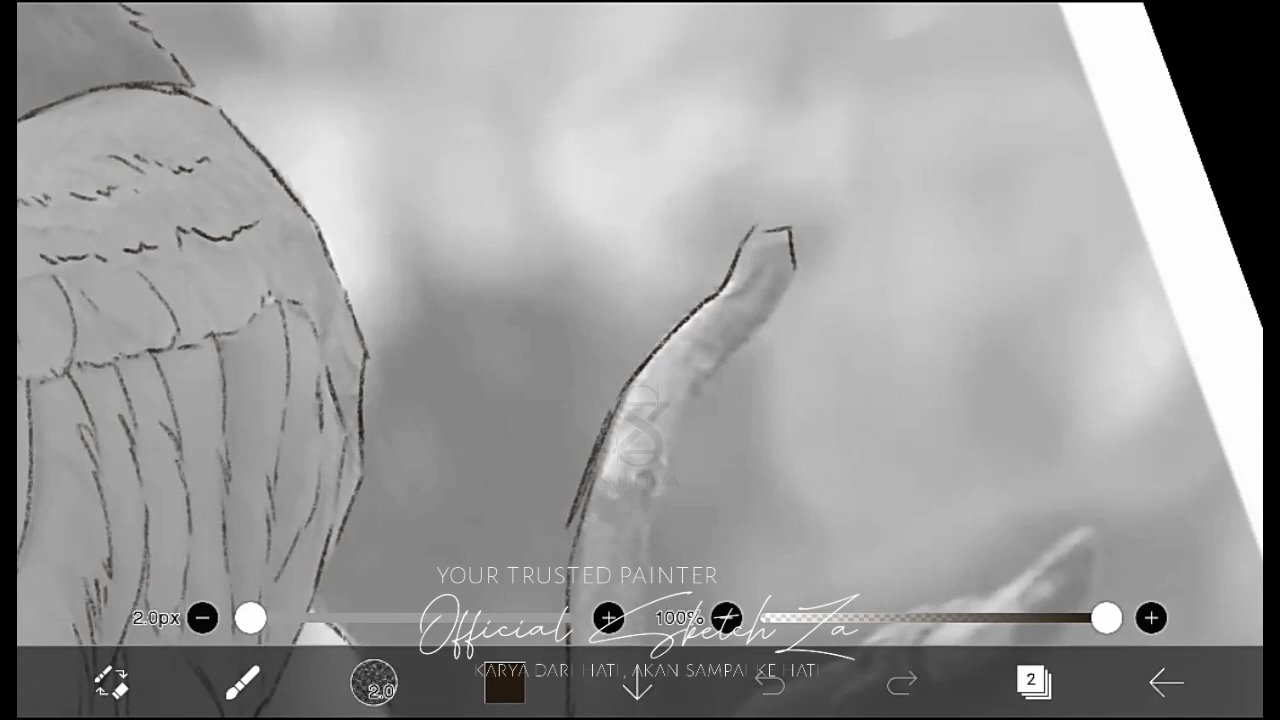 YOUR TRUSTED PAINTER
2.0px
100%
Official Sketch Za
KARYA DARI HATI, AKAN SAMPAI KE HATI
2.0
2